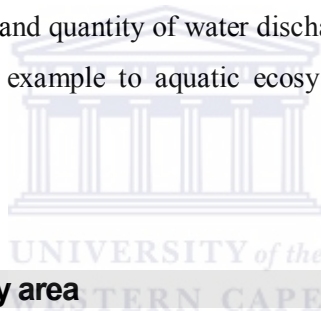 and quantity of water discha
example to aquatic ecosy
UNIVERSITY of the
y area
WESTERN CAPE